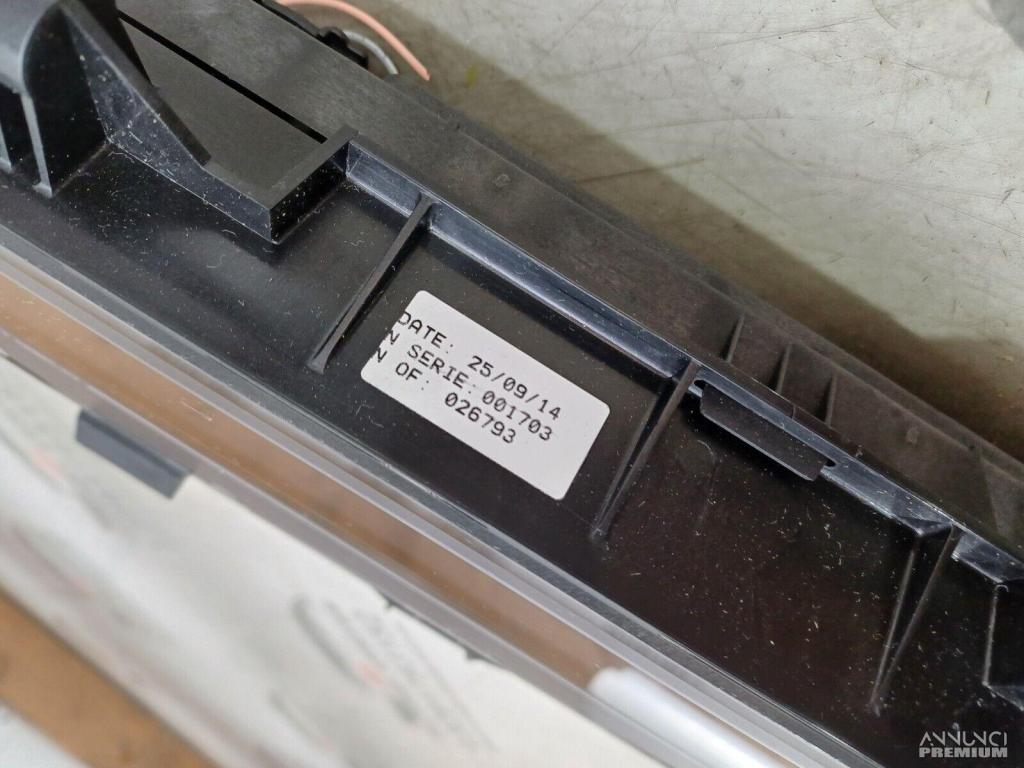 DATE: 25/09/14
N SERIE 001703
N OF: 026793
ANNUNCI
PREMIUM